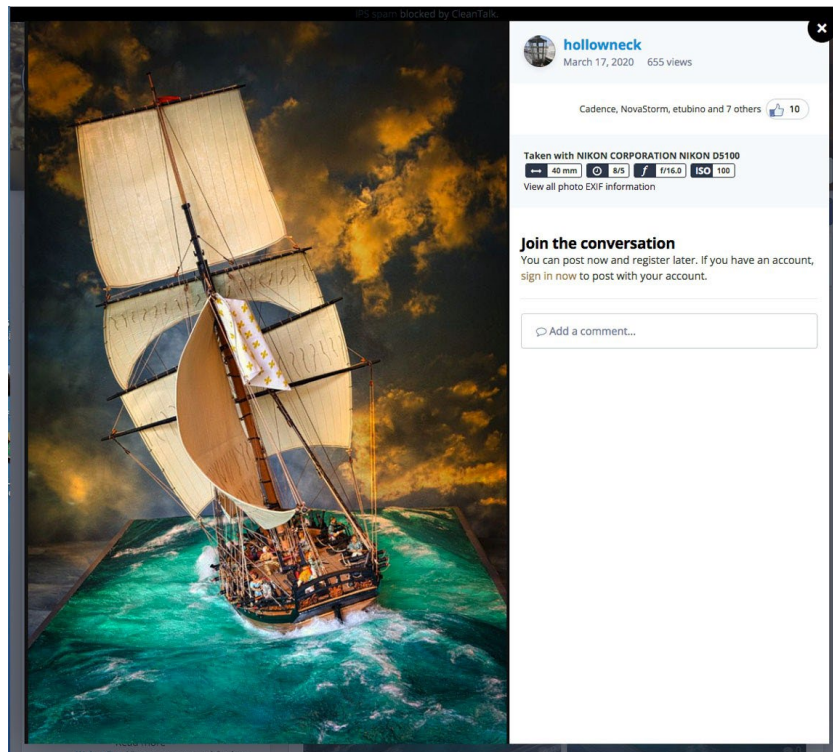 IPS spam blocked by CleanTalk.
hollowneck
March 17, 2020 655 views
Cadence, NovaStorm, etubino and 7 others 10
Taken with NIKON CORPORATION NIKON D5100
40 mm 8/5 f f/16.0 ISO 100
View all photo EXIF information
Join the conversation
You can post now and register later. If you have an account,
sign in now to post with your account.
Add a comment...
Read more